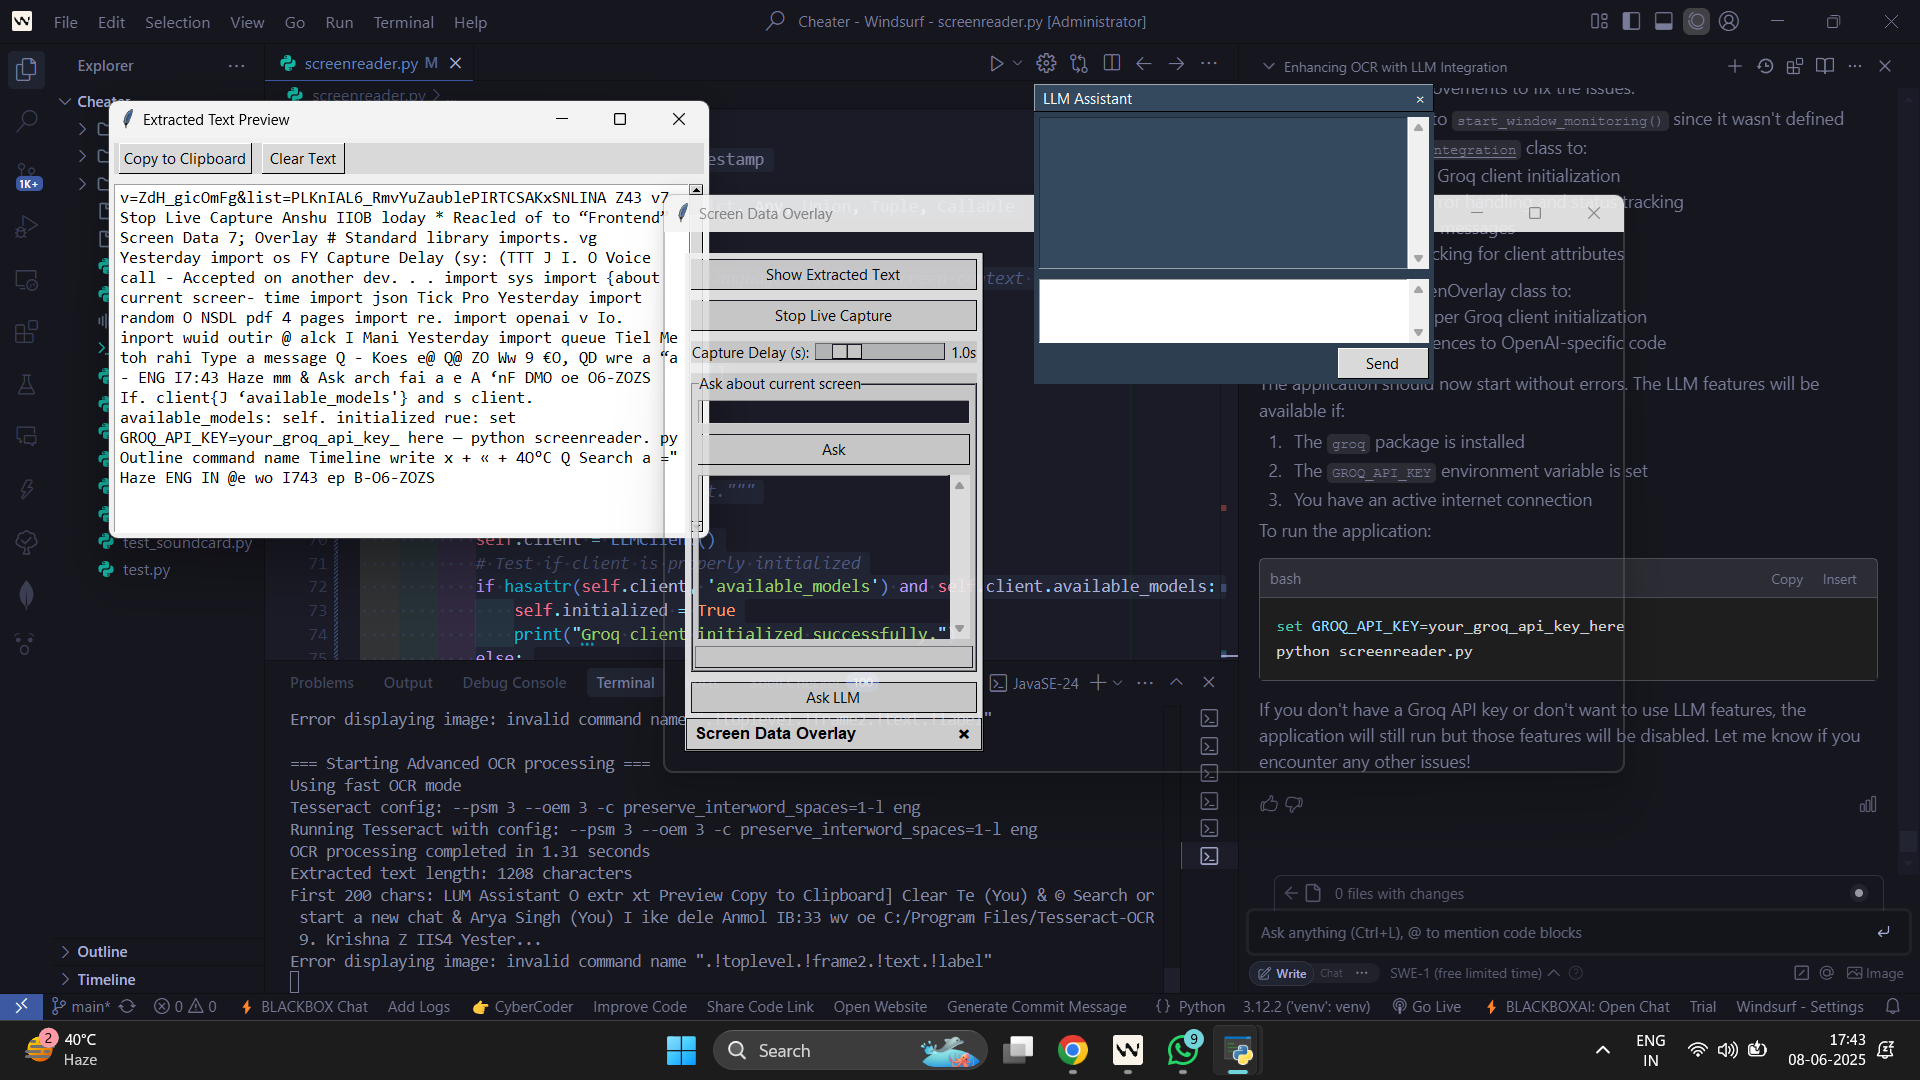 File Edit Selection View Go Run Terminal Help
Cheater - Windsurf - screenreader.py [Administrator]
Explorer
screenreader.py M
Enhancing OCR with LLM Integration
screenreader.py
Extracted Text Preview
Copy to Clipboard Clear Text
v=ZdH_gicOmFg&list=PLKnIAL6_RmvYuZaublePIRTCSAKxSNLINA Z43 v7
Stop Live Capture Anshu IIOB loday * Reacled of to “Frontend”
Screen Data 7; Overlay # Standard library imports. vg
Yesterday import os FY Capture Delay (sy: (TTT J I. O Voice
call - Accepted on another dev. . . import sys import {about
current screer- time import json Tick Pro Yesterday import
random O NSDL pdf 4 pages import re. import openai v Io.
inport wuid outir @ alck I Mani Yesterday import queue Tiel Me
toh rahi Type a message Q - Koes e@ Q@ ZO Ww 9 €O, QD wre a “a
- ENG I7:43 Haze mm & Ask arch fai a e A ‘nF DMO oe O6-ZOZS
If. client{J ‘available_models'} and s client.
available_models: self. initialized rue: set
GROQ_API_KEY=your_groq_api_key_ here — python screenreader. py
Outline command name Timeline write x + « + 4O°C Q Search a ="
Haze ENG IN @e wo I743 ep B-O6-ZOZS
LLM Assistant ×
Send
Screen Data Overlay
Show Extracted Text
Stop Live Capture
Capture Delay (s): 1.0s
Ask about current screen
Ask
Ask LLM
Screen Data Overlay ×
Union, Tuple, Callable
test_soundcard.py
test.py
71 # Test if client is properly initialized
72 if hasattr(self.client, 'available_models') and self.client.available_models:
73 self.initialized = True
74 print("Groq client initialized successfully."
75 else:
Problems Output Debug Console Terminal
JavaSE-24
Error displaying image: invalid command name ".!toplevel.!frame2.!text.!label"
=== Starting Advanced OCR processing ===
Using fast OCR mode
Tesseract config: --psm 3 --oem 3 -c preserve_interword_spaces=1-l eng
Running Tesseract with config: --psm 3 --oem 3 -c preserve_interword_spaces=1-l eng
OCR processing completed in 1.31 seconds
Extracted text length: 1208 characters
First 200 chars: LUM Assistant O extr xt Preview Copy to Clipboard] Clear Te (You) & © Search or
start a new chat & Arya Singh (You) I ike dele Anmol IB:33 wv oe C:/Program Files/Tesseract-OCR
9. Krishna Z IIS4 Yester...
Error displaying image: invalid command name ".!toplevel.!frame2.!text.!label"
to start_window_monitoring() since it wasn't defined
class to:
Groq client initialization
handling and status tracking
messages
for client attributes
class to:
Groq client initialization
to OpenAI-specific code
The application should now start without errors. The LLM features will be
available if:
1. The groq package is installed
2. The GROQ_API_KEY environment variable is set
3. You have an active internet connection
To run the application:
bash Copy Insert
set GROQ_API_KEY=your_groq_api_key_here
python screenreader.py
If you don't have a Groq API key or don't want to use LLM features, the
application will still run but those features will be disabled. Let me know if you
encounter any other issues!
0 files with changes
Ask anything (Ctrl+L), @ to mention code blocks
Write Chat ... SWE-1 (free limited time) Image
Outline
Timeline
main* 0 0 BLACKBOX Chat Add Logs CyberCoder Improve Code Share Code Link Open Website Generate Commit Message {} Python 3.12.2 ('venv': venv) Go Live BLACKBOXAI: Open Chat Trial Windsurf - Settings
2 40°C
Haze
Search
9
ENG
IN
17:43
08-06-2025